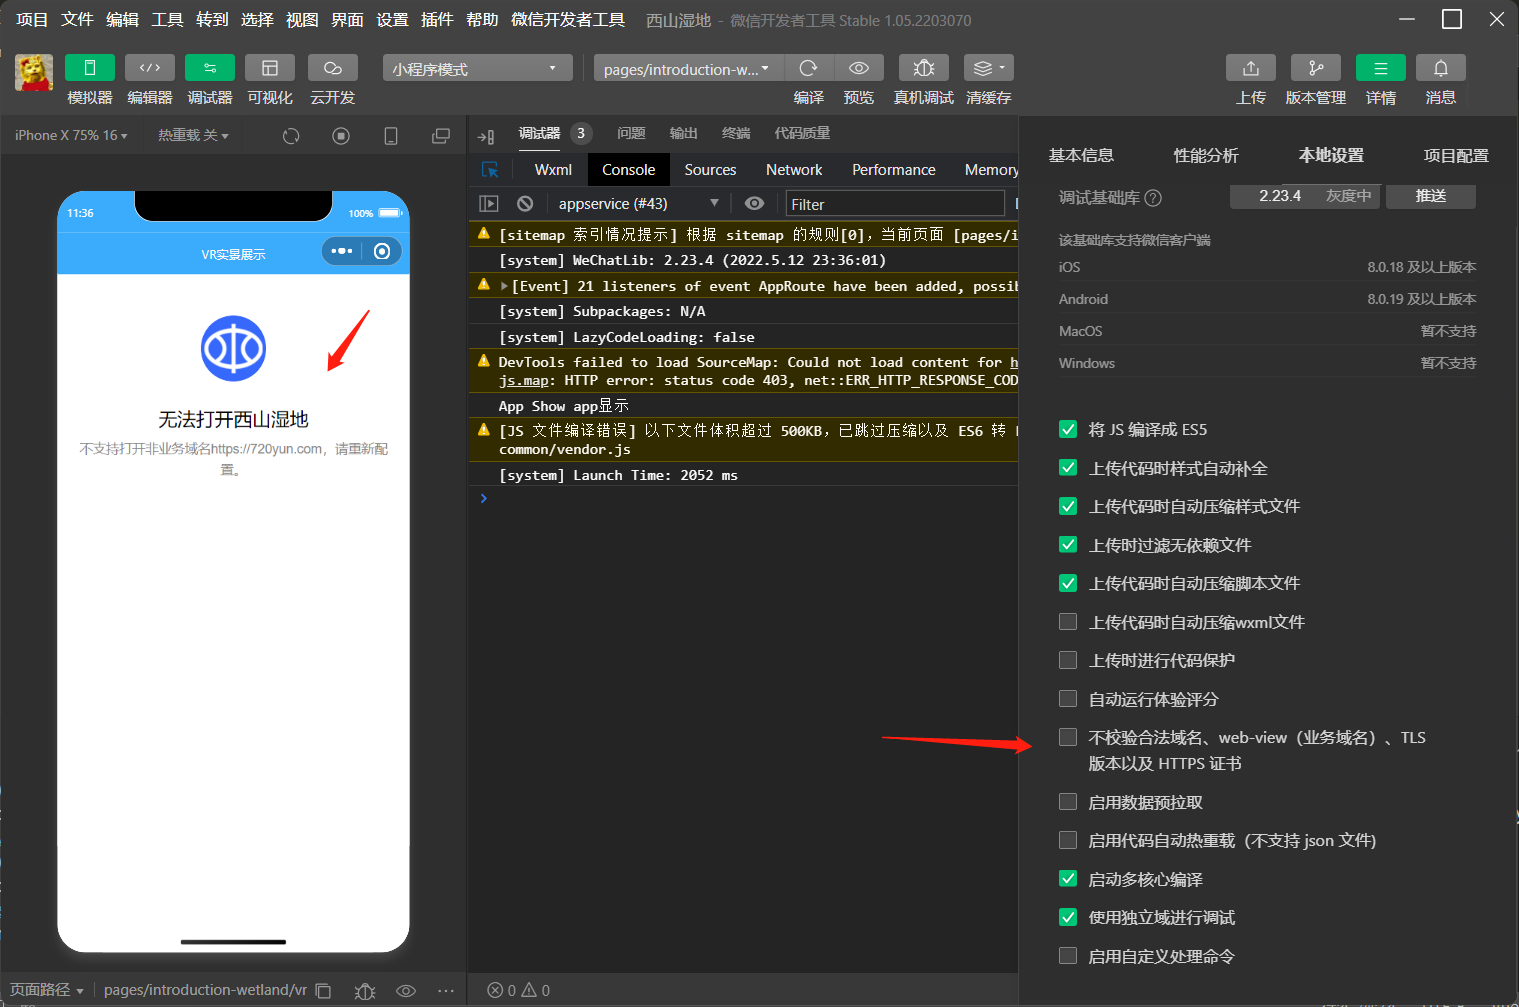 项目 文件 编辑 工具 转到 选择 视图 界面 设置 插件 帮助 微信开发者工具 西山湿地 - 微信开发者工具 Stable 1.05.2203070
小程序模式
pages/introduction-w...
模拟器 编辑器 调试器 可视化 云开发
编译 预览 真机调试 清缓存
上传 版本管理 详情 消息
iPhone X 75% 16
热重载 关
调试器 3 问题 输出 终端 代码质量
Wxml Console Sources Network Performance Memory
appservice (#43)
Filter
11:36
100%
VR实景展示
无法打开西山湿地
不支持打开非业务域名https://720yun.com，请重新配
置。
[sitemap 索引情况提示] 根据 sitemap 的规则[0]，当前页面 [pages/i
[system] WeChatLib: 2.23.4 (2022.5.12 23:36:01)
[Event] 21 listeners of event AppRoute have been added, possib
[system] Subpackages: N/A
[system] LazyCodeLoading: false
DevTools failed to load SourceMap: Could not load content for h
js.map: HTTP error: status code 403, net::ERR_HTTP_RESPONSE_COD
App Show app显示
[JS 文件编译错误] 以下文件体积超过 500KB，已跳过压缩以及 ES6 转
common/vendor.js
[system] Launch Time: 2052 ms
基本信息 性能分析 本地设置 项目配置
调试基础库 ? 2.23.4 灰度中 推送
该基础库支持微信客户端
iOS 8.0.18 及以上版本
Android 8.0.19 及以上版本
MacOS 暂不支持
Windows 暂不支持
将 JS 编译成 ES5
上传代码时样式自动补全
上传代码时自动压缩样式文件
上传时过滤无依赖文件
上传代码时自动压缩脚本文件
上传代码时自动压缩wxml文件
上传时进行代码保护
自动运行体验评分
不校验合法域名、web-view（业务域名）、TLS
版本以及 HTTPS 证书
启用数据预拉取
启用代码自动热重载（不支持 json 文件)
启动多核心编译
使用独立域进行调试
启用自定义处理命令
页面路径
pages/introduction-wetland/vr
0 0